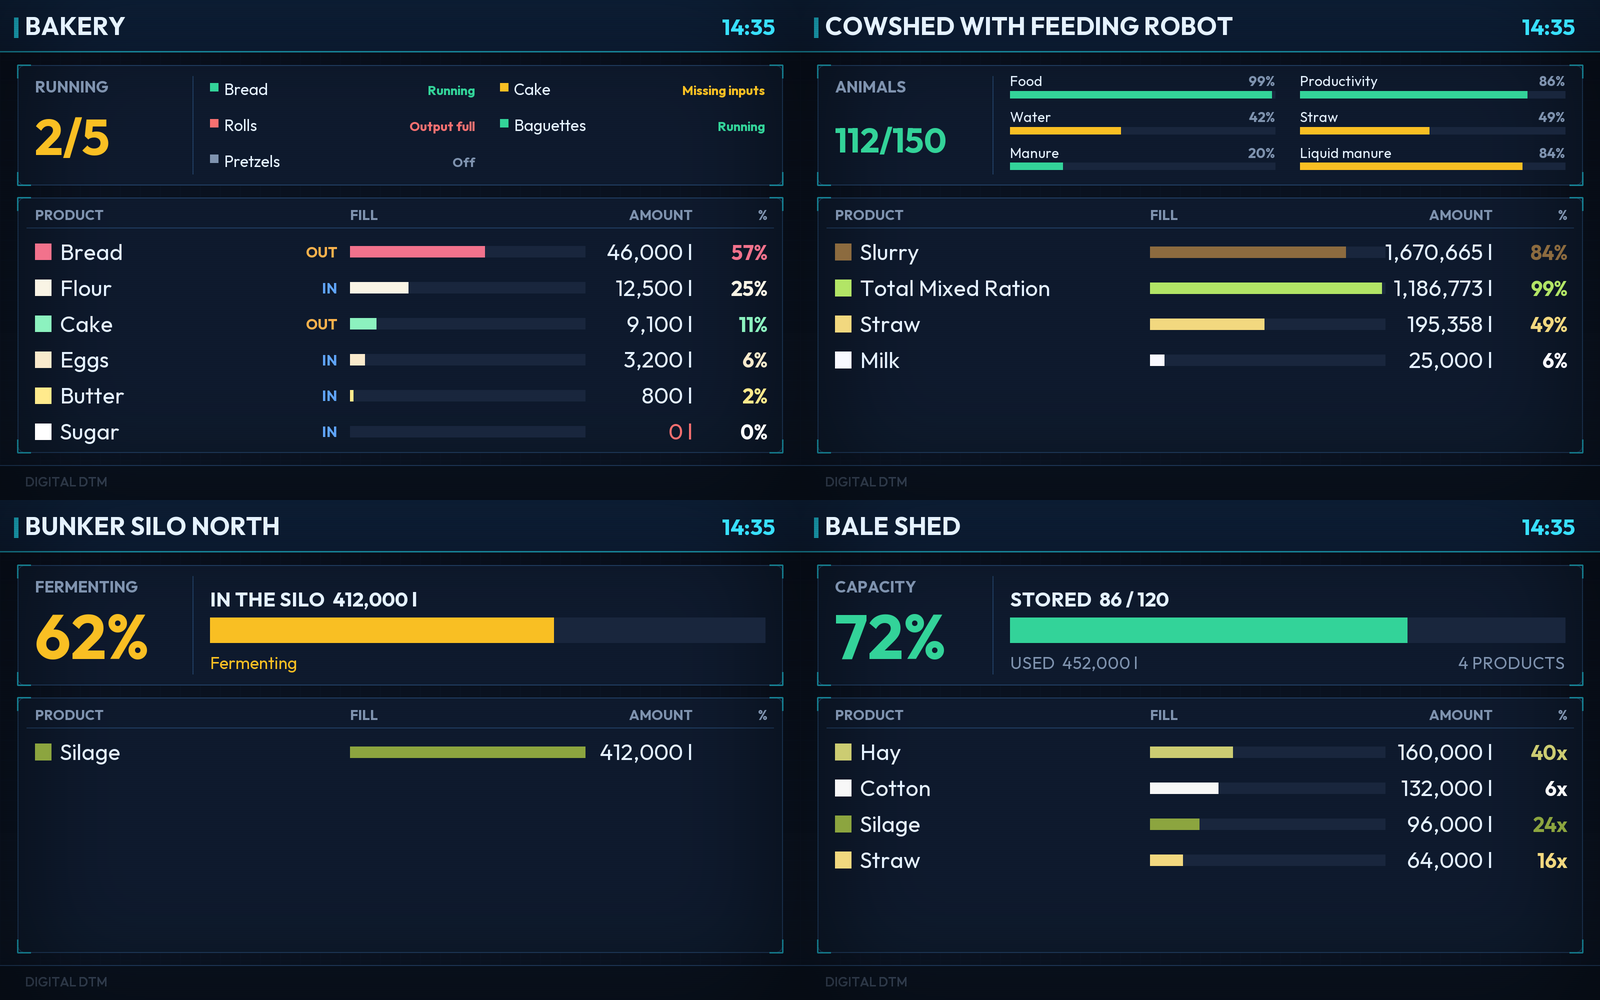 BAKERY 14:35
RUNNING
2/5
Bread Running
Cake Missing inputs
Rolls Output full
Baguettes Running
Pretzels Off
PRODUCT FILL AMOUNT %
Bread OUT 46,000 l 57%
Flour IN 12,500 l 25%
Cake OUT 9,100 l 11%
Eggs IN 3,200 l 6%
Butter IN 800 l 2%
Sugar IN 0 l 0%
DIGITAL DTM
COWSHED WITH FEEDING ROBOT 14:35
ANIMALS
112/150
Food 99%
Productivity 86%
Water 42%
Straw 49%
Manure 20%
Liquid manure 84%
PRODUCT FILL AMOUNT %
Slurry 1,670,665 l 84%
Total Mixed Ration 1,186,773 l 99%
Straw 195,358 l 49%
Milk 25,000 l 6%
DIGITAL DTM
BUNKER SILO NORTH 14:35
FERMENTING
62%
IN THE SILO 412,000 l
Fermenting
PRODUCT FILL AMOUNT %
Silage 412,000 l
DIGITAL DTM
BALE SHED 14:35
CAPACITY
72%
STORED 86 / 120
USED 452,000 l 4 PRODUCTS
PRODUCT FILL AMOUNT %
Hay 160,000 l 40x
Cotton 132,000 l 6x
Silage 96,000 l 24x
Straw 64,000 l 16x
DIGITAL DTM